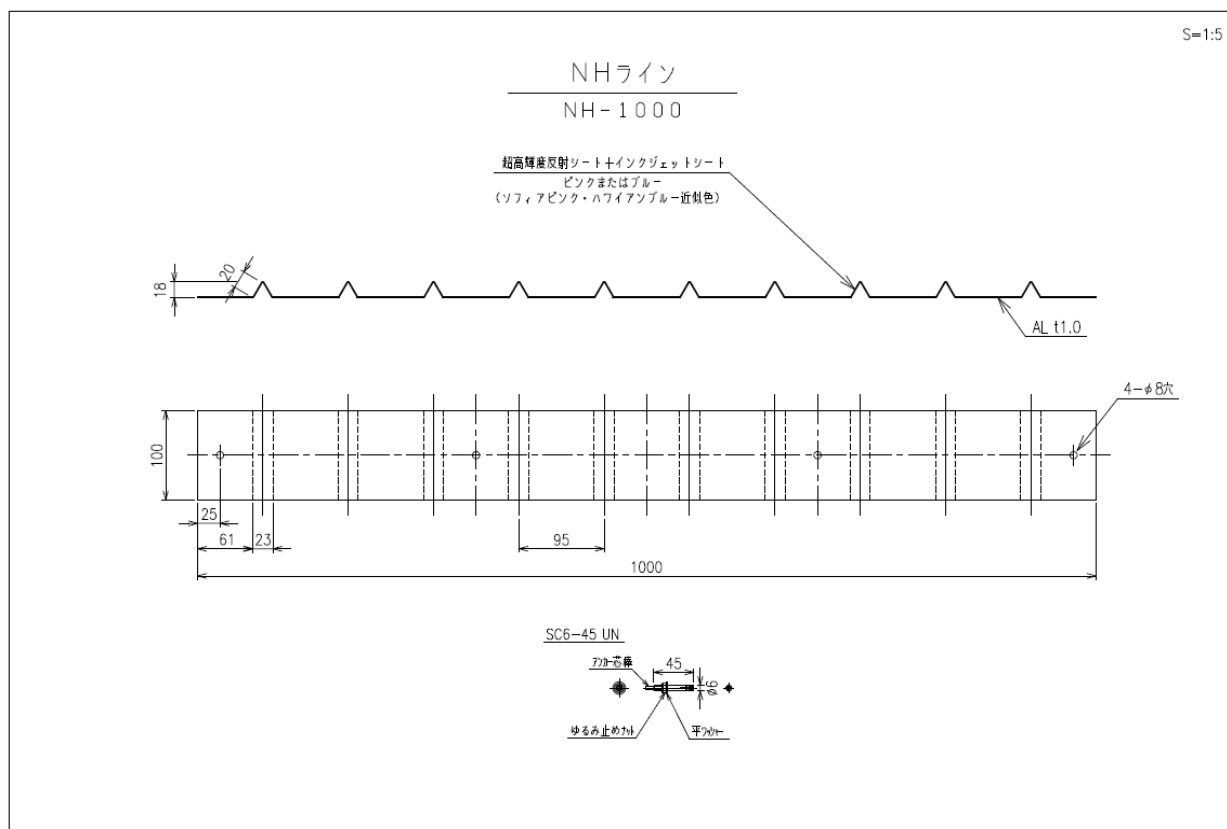 S=1:5
NHライン
NH-1000
超高輝度反射シート+インクジェットシート
ピンクまたはブルー
(ソフィアピンク・ハワイアンブルー近似色)
20
18
AL t1.0
4-φ8穴
100
25
61
23
95
1000
SC6-45 UN
アンカー芯棒
45
φ6
ゆるみ止めナット
平ワッシャー